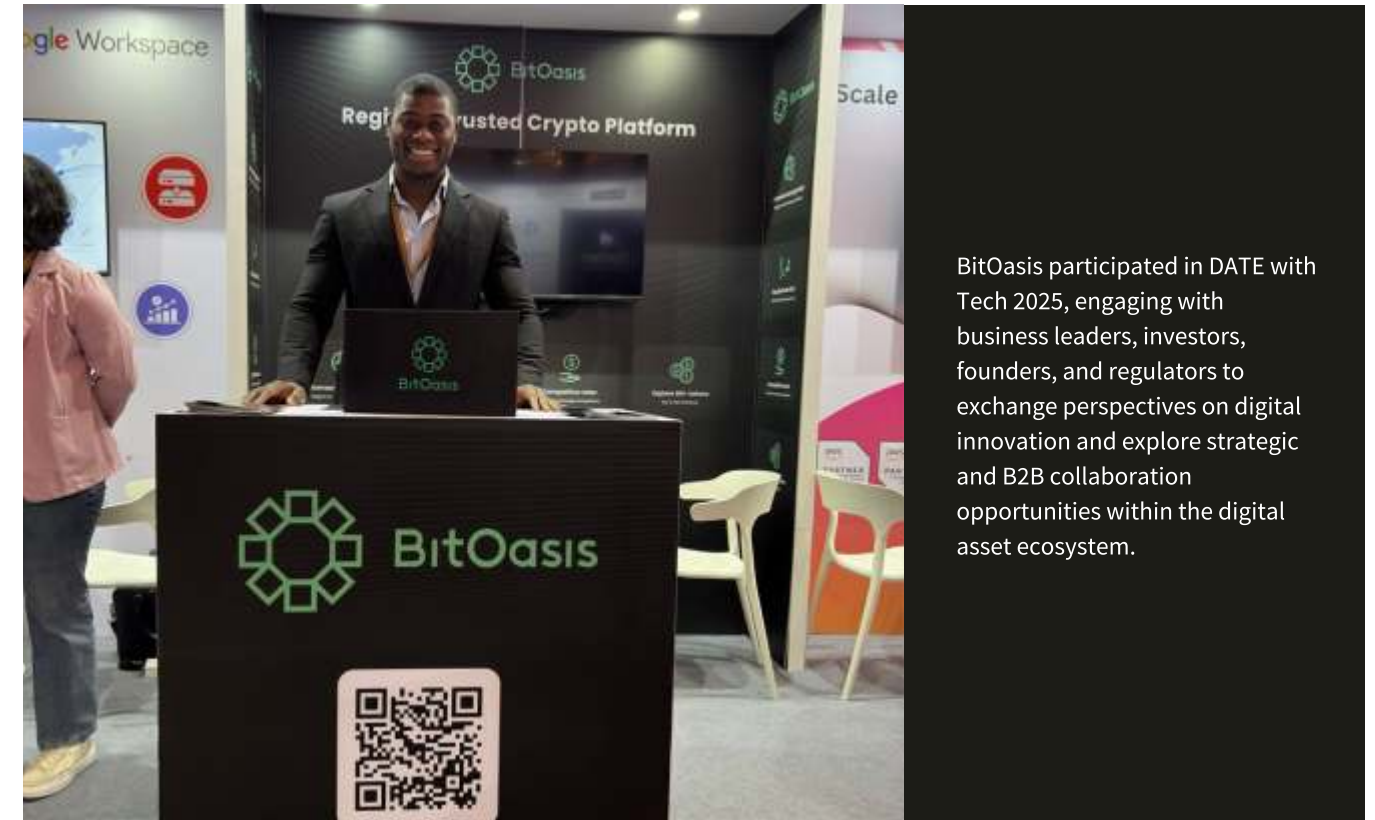 ogle Workspace
BitOasis
Regi rusted Crypto Platform
Scale
BitOasis
BitOasis
BitOasis participated in DATE with
Tech 2025, engaging with
business leaders, investors,
founders, and regulators to
exchange perspectives on digital
innovation and explore strategic
and B2B collaboration
opportunities within the digital
asset ecosystem.